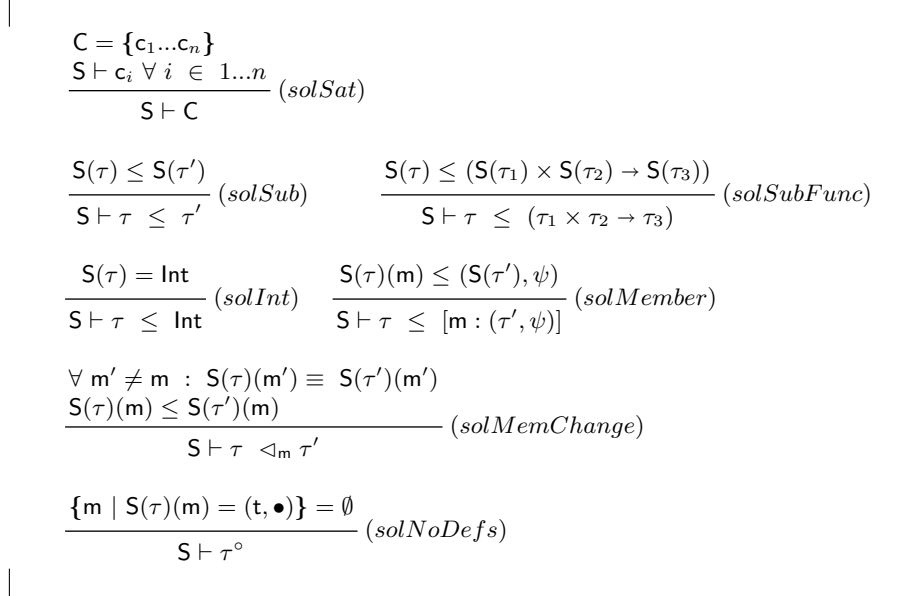 C = {c₁...cₙ}
S ⊢ cᵢ ∀ i ∈ 1...n
(solSat)
S ⊢ C
S(τ) ≤ S(τ′)
(solSub)
S ⊢ τ ≤ τ′
S(τ) ≤ (S(τ₁) × S(τ₂) → S(τ₃))
(solSubFunc)
S ⊢ τ ≤ (τ₁ × τ₂ → τ₃)
S(τ) = Int
(solInt)
S ⊢ τ ≤ Int
S(τ)(m) ≤ (S(τ′), ψ)
(solMember)
S ⊢ τ ≤ [m : (τ′, ψ)]
∀ m′ ≠ m : S(τ)(m′) ≡ S(τ′)(m′)
S(τ)(m) ≤ S(τ′)(m)
(solMemChange)
S ⊢ τ ◁ₘ τ′
{m | S(τ)(m) = (t, •)} = ∅
(solNoDefs)
S ⊢ τ°